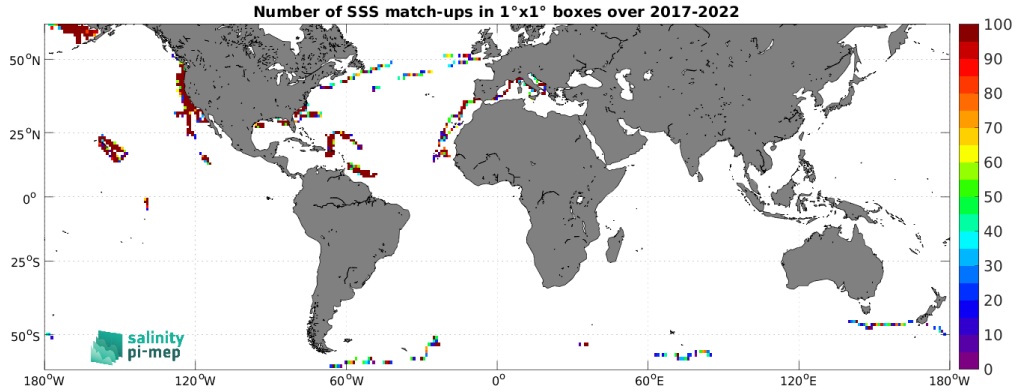 Number of SSS match-ups in 1°x1° boxes over 2017-2022
100
90
80
70
60
50
40
30
20
10
0
50°N
25°N
0°
25°S
50°S
salinity
pi-mep
180°W 120°W 60°W 0° 60°E 120°E 180°W